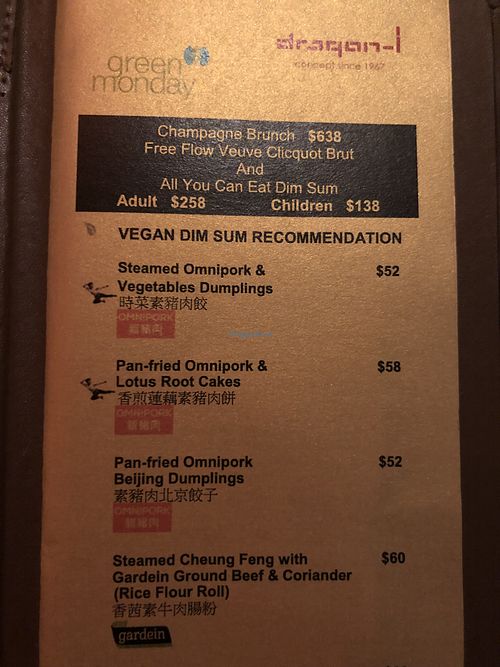 green
monday
dragon-i
concept since 1967
Champagne Brunch $638
Free Flow Veuve Clicquot Brut
And
All You Can Eat Dim Sum
Adult $258 Children $138
VEGAN DIM SUM RECOMMENDATION
Steamed Omnipork & $52
Vegetables Dumplings
時菜素豬肉餃
OMNIPORK
新豬肉
Pan-fried Omnipork & $58
Lotus Root Cakes
香煎蓮藕素豬肉餅
OMNIPORK
新豬肉
Pan-fried Omnipork $52
Beijing Dumplings
素豬肉北京餃子
OMNIPORK
新豬肉
Steamed Cheung Feng with $60
Gardein Ground Beef & Coriander
(Rice Flour Roll)
香茜素牛肉腸粉
gardein